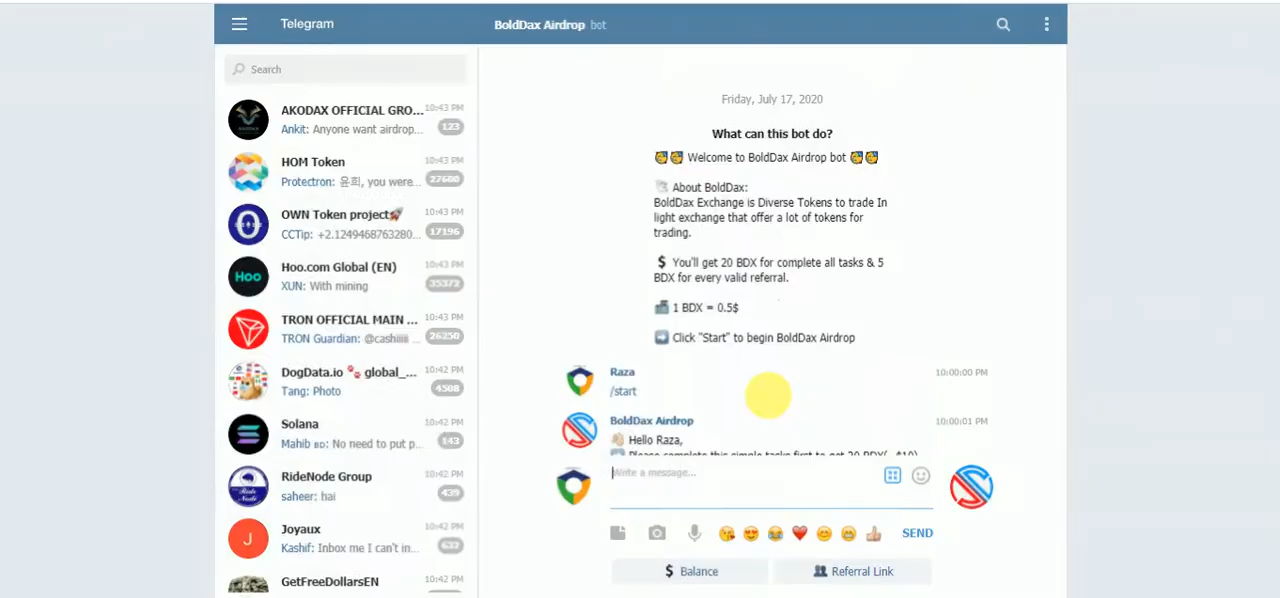 Telegram
BoldDax Airdrop bot
Search
AKODAX OFFICIAL GRO... 10:43 PM
Ankit: Anyone want airdrop... 123
HOM Token 10:43 PM
Protectron: 윤희, you were... 27680
OWN Token project🚀 10:43 PM
CCTip: +2.1249468763280... 17196
Hoo.com Global (EN) 10:43 PM
hoo
XUN: With mining 35372
TRON OFFICIAL MAIN ... 10:43 PM
TRON Guardian: @cashiiiii ... 26250
DogData.io 🐾 global_... 10:42 PM
Tang: Photo 4508
Solana 10:42 PM
Mahib BD: No need to put p... 143
RideNode Group 10:42 PM
saheer: hai 439
Joyaux 10:42 PM
J
Kashif: Inbox me I can't in... 632
GetFreeDollarsEN 10:42 PM
Friday, July 17, 2020
What can this bot do?
Welcome to BoldDax Airdrop bot
About BoldDax:
BoldDax Exchange is Diverse Tokens to trade In
light exchange that offer a lot of tokens for
trading.
$ You'll get 20 BDX for complete all tasks & 5
BDX for every valid referral.
1 BDX = 0.5$
➡ Click "Start" to begin BoldDax Airdrop
Raza 10:00:00 PM
/start
BoldDax Airdrop 10:00:01 PM
👋 Hello Raza,
Please complete this simple tasks first to get 20 BDX(
Write a message...
SEND
$ Balance
Referral Link